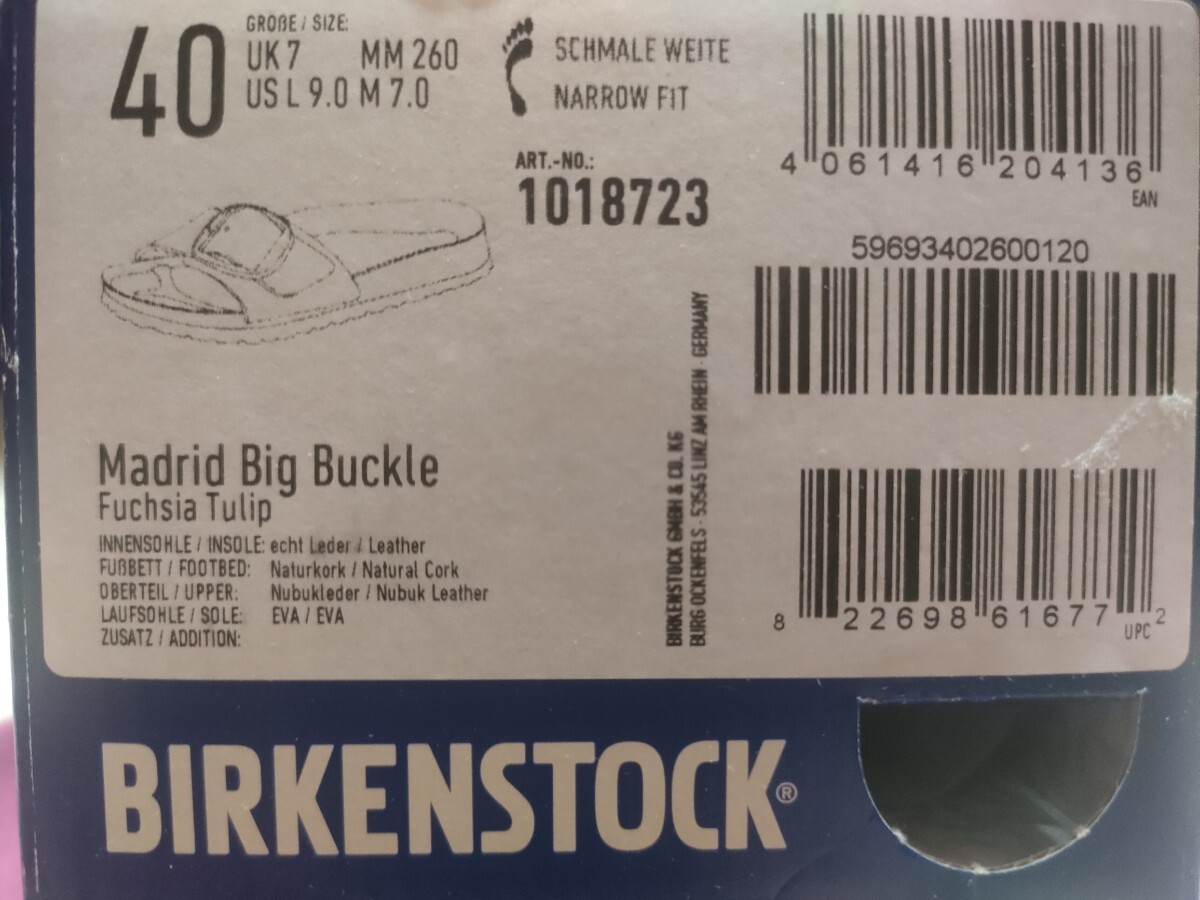 40
GRÖßE / SIZE:
UK 7 MM 260
US L 9.0 M 7.0
SCHMALE WEITE
NARROW FIT
ART.-NO.:
1018723
4 061416 204136
EAN
59693402600120
Madrid Big Buckle
Fuchsia Tulip
INNENSOHLE / INSOLE: echt Leder / Leather
FUßBETT / FOOTBED: Naturkork / Natural Cork
OBERTEIL / UPPER: Nubukleder / Nubuk Leather
LAUFSOHLE / SOLE: EVA / EVA
ZUSATZ / ADDITION:
BIRKENSTOCK GMBH & CO. KG
BURG OCKENFELS · 53545 LINZ AM RHEIN · GERMANY
8 22698 61677 2
UPC
BIRKENSTOCK®